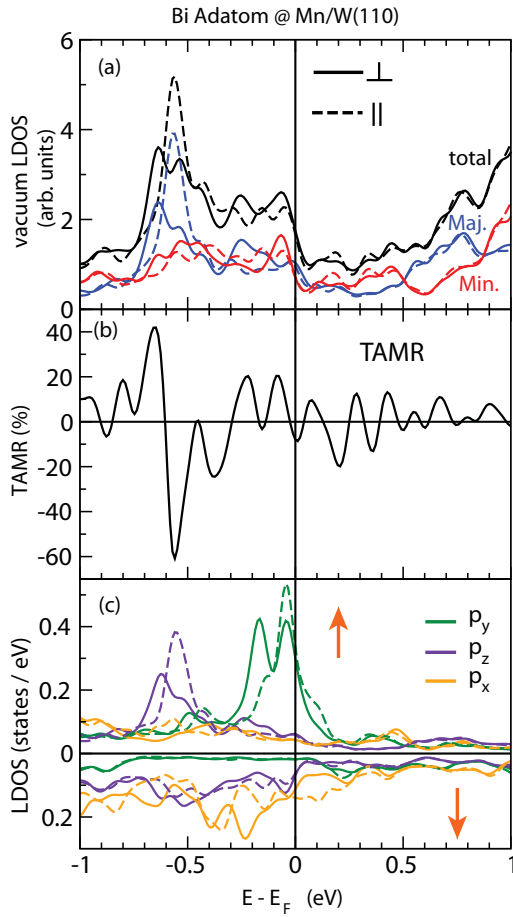 Bi Adatom @ Mn/W(110)
(a)
⊥
||
total
Maj.
Min.
vacuum LDOS
(arb. units)
6
4
2
0
(b)
TAMR
TAMR (%)
40
20
0
-20
-40
-60
(c)
p_y
p_z
p_x
LDOS (states / eV)
0.4
0.2
0
0.2
-1
-0.5
0
0.5
1
E - E_F (eV)